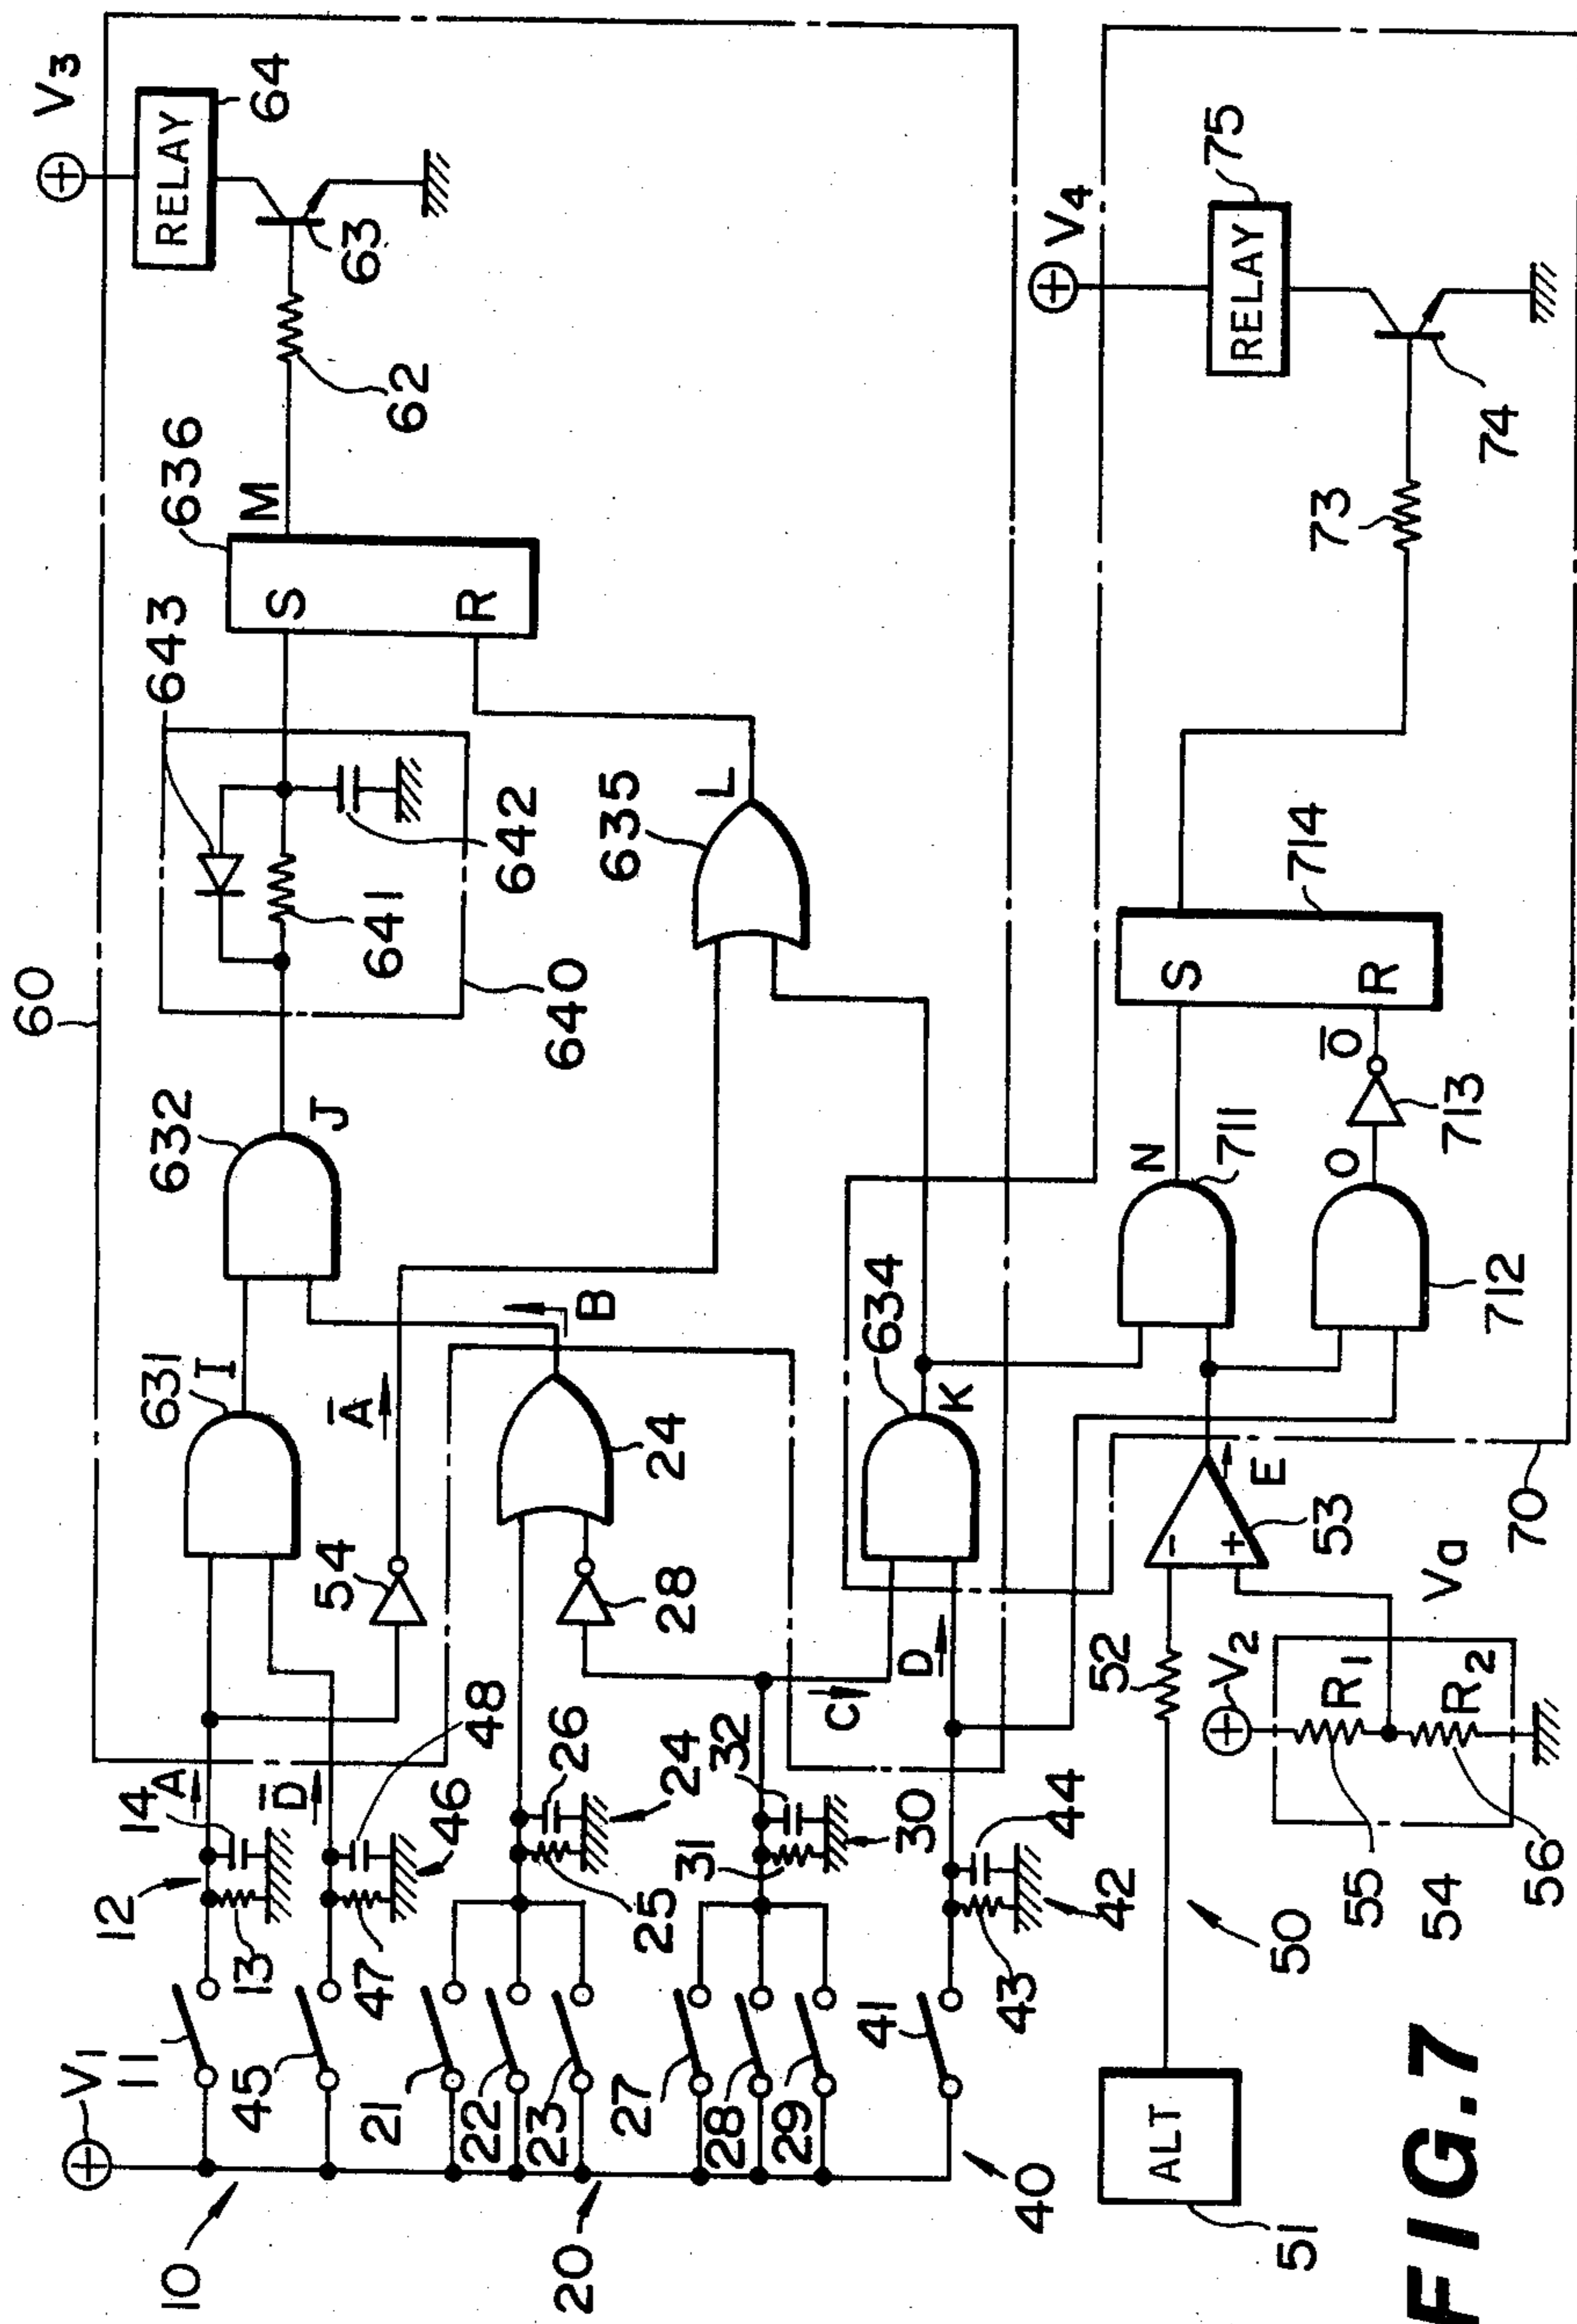 60
V3
RELAY
64
63
62
636
M
S
R
643
642
641
640
632
J
631
I
A̅
54
B
24
28
635
L
634
K
D
C
V1
10
11
12
13
14
A
D̅
45
46
47
48
20
21
22
23
24
25
26
27
28
29
30
31
32
40
41
42
43
44
V4
RELAY
75
74
73
714
S
R
O̅
713
O
N
711
712
E
53
-
+
Va
70
52
V2
R1
R2
55
54
56
50
ALT
51
FIG.7